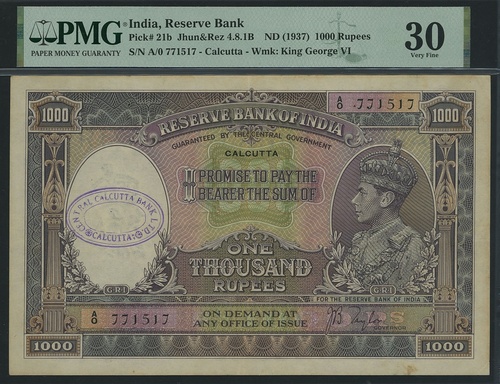 PMG
PAPER MONEY GUARANTY
India, Reserve Bank
Pick# 21b Jhun&Rez 4.8.1B ND (1937) 1000 Rupees
S/N A/0 771517 - Calcutta - Wmk: King George VI
30
Very Fine
A/0 771517
1000
1000
RESERVE BANK OF INDIA
GUARANTEED BY THE CENTRAL GOVERNMENT
CALCUTTA
I PROMISE TO PAY THE
BEARER THE SUM OF
CENTRAL CALCUTTA BANK LTD
CALCUTTA
ONE
THOUSAND
RUPEES
G.R.I
G.R.I
FOR THE RESERVE BANK OF INDIA
A/0 771517
ON DEMAND AT
ANY OFFICE OF ISSUE
GOVERNOR
1000
1000